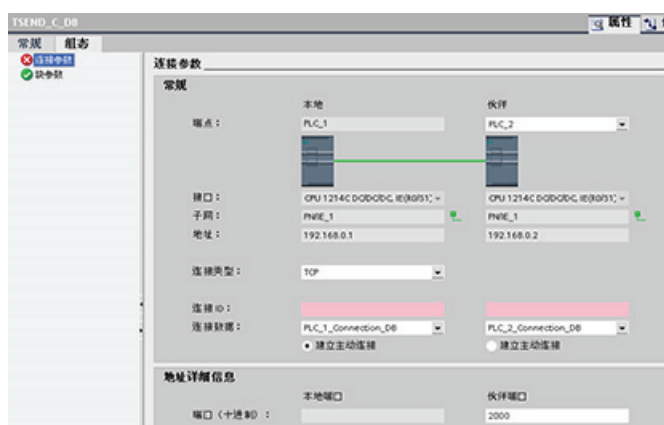 TSEND_C_DB 属性
常规 组态
连接参数
块参数
连接参数
常规
本地 伙伴
端点： PLC_1 PLC_2
接口： CPU 1214C DC/DC/DC, IE(R0/S1) CPU 1214C DC/DC/DC, IE(R0/S1)
子网： PN/IE_1 PN/IE_1
地址： 192.168.0.1 192.168.0.2
连接类型： TCP
连接ID：
连接数据： PLC_1_Connection_DB PLC_2_Connection_DB
建立主动连接 建立主动连接
地址详细信息
本地端口 伙伴端口
端口（十进制）： 2000